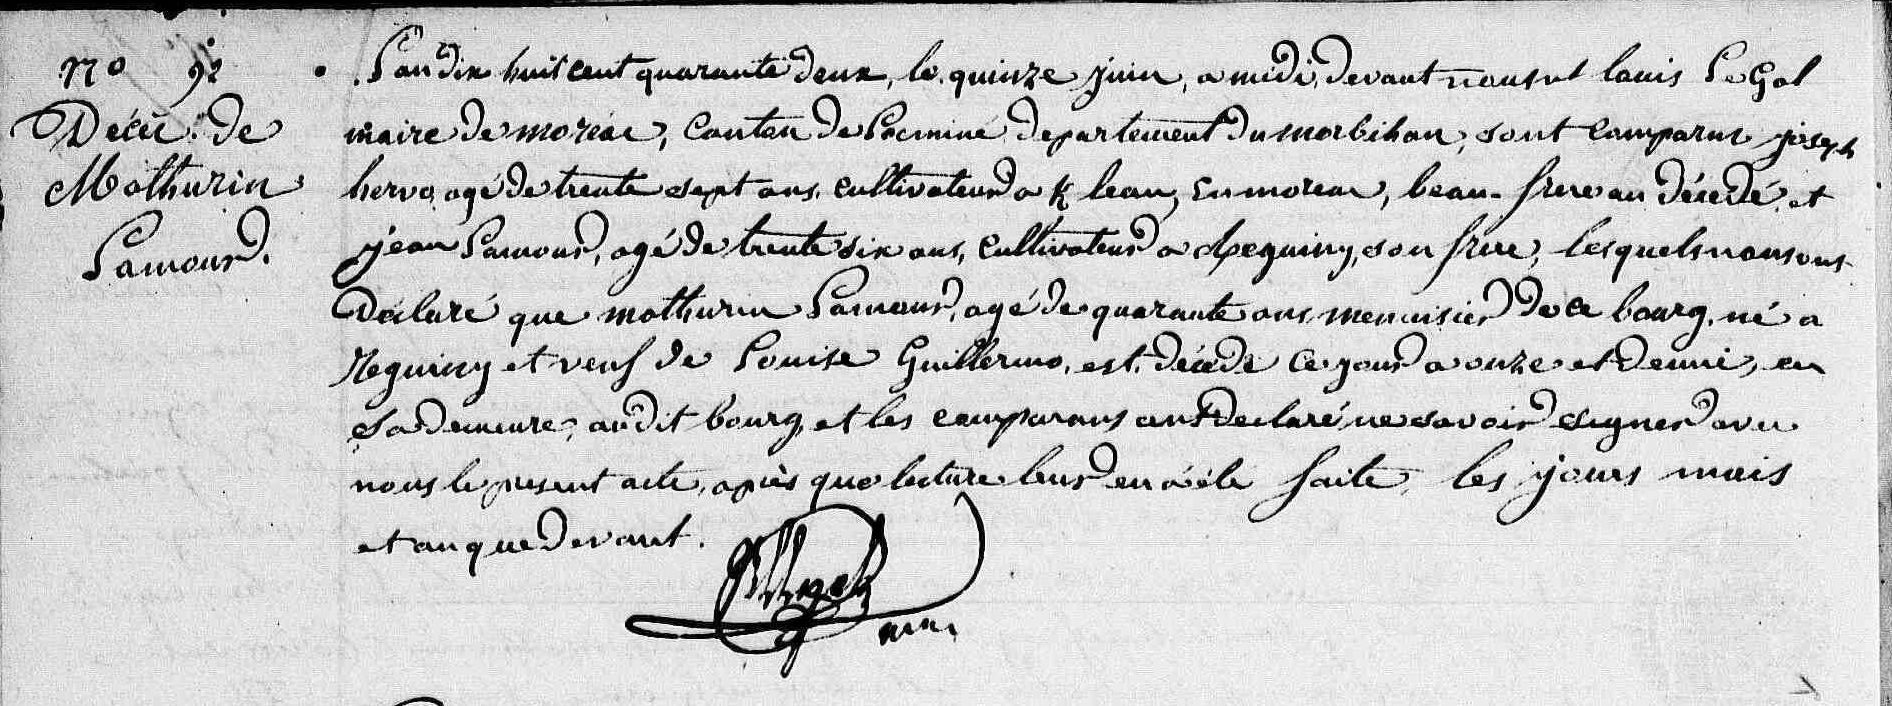 No 92
Décès de
Mathurin
Lamour.
L'an dix huit cent quarante deux, le quinze juin, a midi, devant nous Louis Le Gal
maire de moréac, Canton de Locminé departement du morbihan, sont comparus joseph
hervo, agé de trente sept ans, cultivateur a K lean, en moreac, beau-frere au décédé, et
jean Lamour, agé de trente six ans, cultivateur a Reguiny, son frere, lesquels nous ont
Déclaré que mathurin Lamour, agé de quarante ans, menuisier de ce bourg, né a
Reguiny et veuf de Louise Guillermo, est décédé ce jour a onze et demie, en
sa demeure, au dit bourg, et les comparans ont declaré ne savoir signer avec
nous le present acte, après que lecture leur en a été faite, les jours mois
et an que devant.